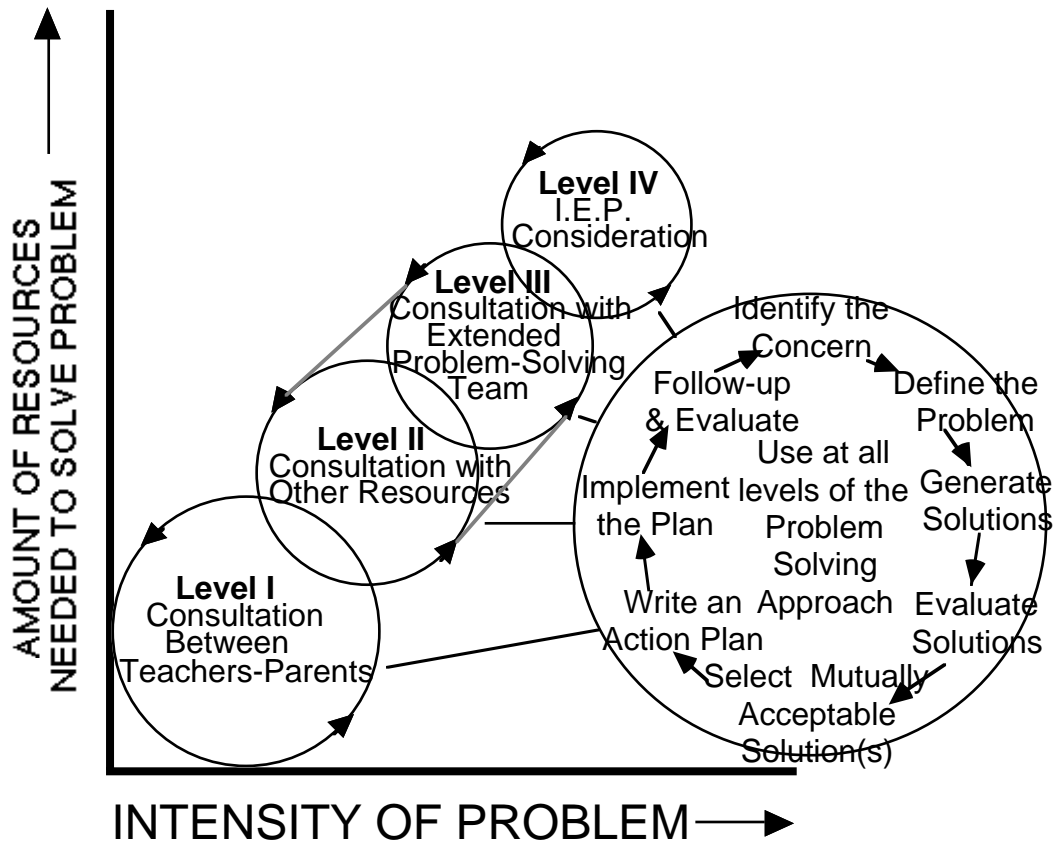 AMOUNT OF RESOURCES
NEEDED TO SOLVE PROBLEM
Level IV
I.E.P.
Consideration
Level III
Consultation with
Extended
Problem-Solving
Team
Level II
Consultation with
Other Resources
Level I
Consultation
Between
Teachers-Parents
Identify the
Concern
Define the
Problem
Generate
Solutions
Evaluate
Solutions
Select Mutually
Acceptable
Solution(s)
Write an
Action Plan
Implement
the Plan
Follow-up
& Evaluate
Use at all
levels of the
Problem
Solving
Approach
INTENSITY OF PROBLEM